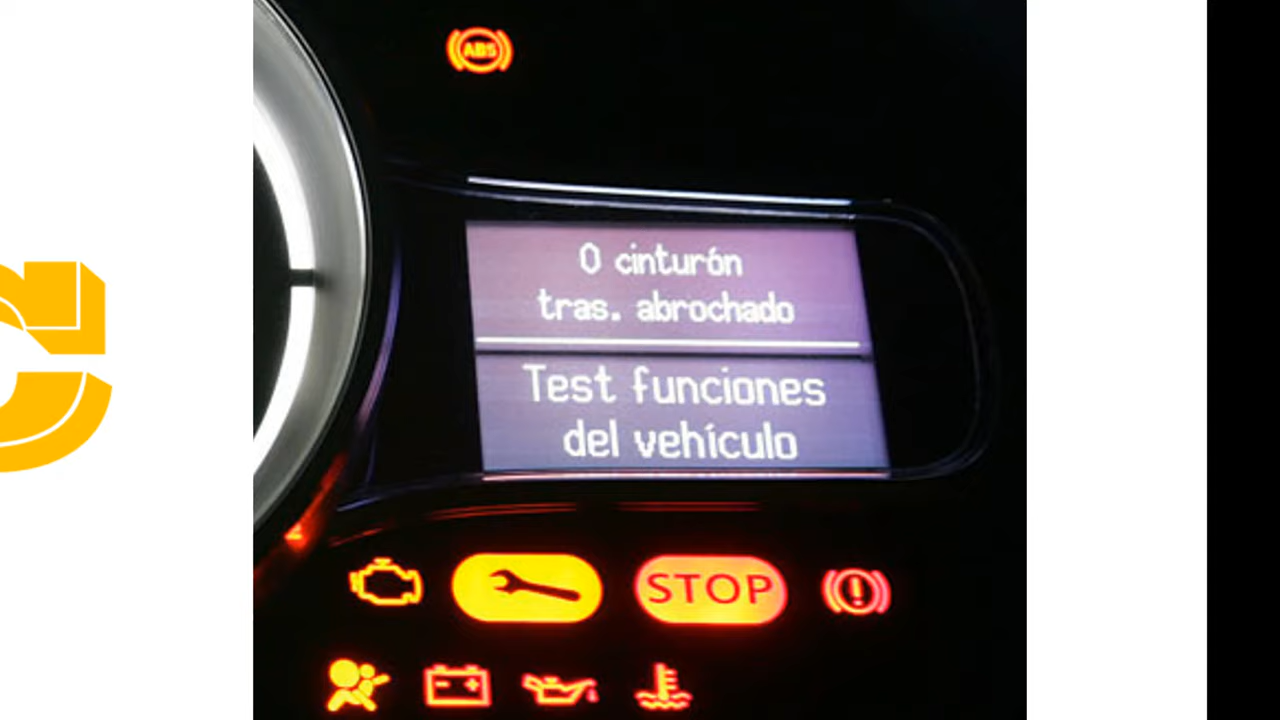 ABS
0 cinturón
tras. abrochado
Test funciones
del vehículo
STOP